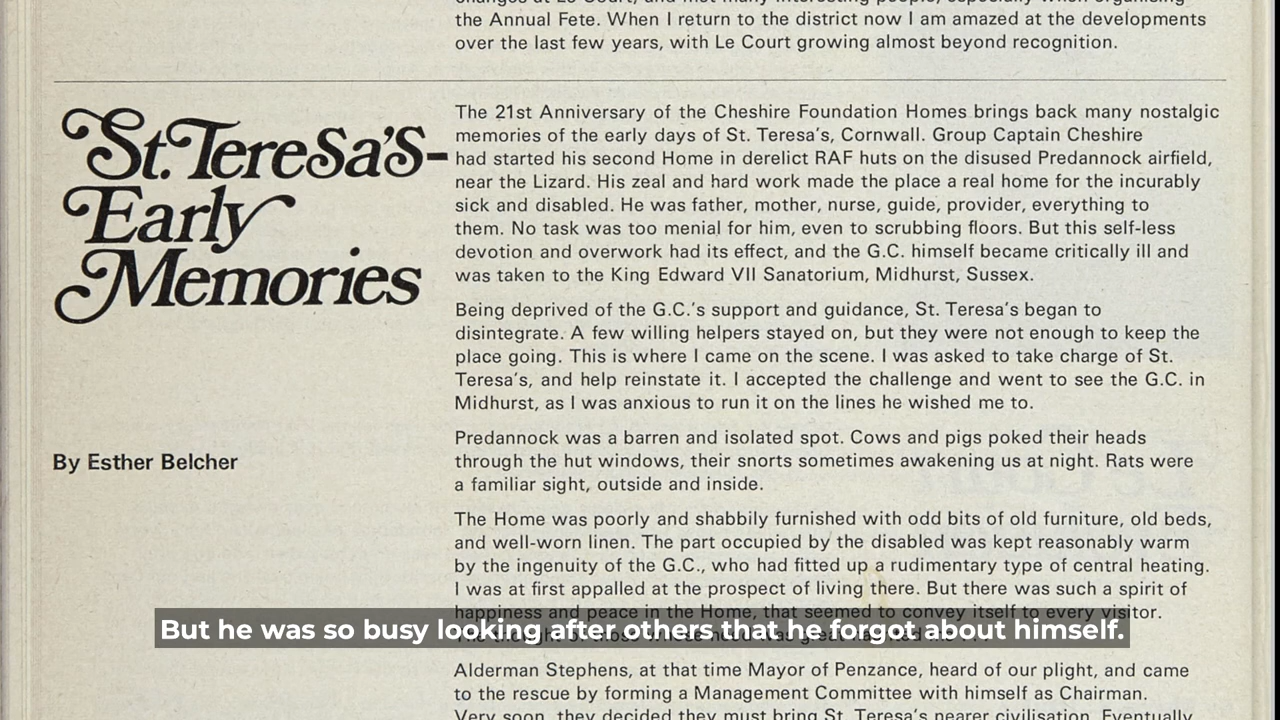 the Annual Fete. When I return to the district now I am amazed at the developments
over the last few years, with Le Court growing almost beyond recognition.
St. Teresa's-
Early
Memories
By Esther Belcher
The 21st Anniversary of the Cheshire Foundation Homes brings back many nostalgic
memories of the early days of St. Teresa's, Cornwall. Group Captain Cheshire
had started his second Home in derelict RAF huts on the disused Predannock airfield,
near the Lizard. His zeal and hard work made the place a real home for the incurably
sick and disabled. He was father, mother, nurse, guide, provider, everything to
them. No task was too menial for him, even to scrubbing floors. But this self-less
devotion and overwork had its effect, and the G.C. himself became critically ill and
was taken to the King Edward VII Sanatorium, Midhurst, Sussex.
Being deprived of the G.C.'s support and guidance, St. Teresa's began to
disintegrate. A few willing helpers stayed on, but they were not enough to keep the
place going. This is where I came on the scene. I was asked to take charge of St.
Teresa's, and help reinstate it. I accepted the challenge and went to see the G.C. in
Midhurst, as I was anxious to run it on the lines he wished me to.
Predannock was a barren and isolated spot. Cows and pigs poked their heads
through the hut windows, their snorts sometimes awakening us at night. Rats were
a familiar sight, outside and inside.
The Home was poorly and shabbily furnished with odd bits of old furniture, old beds,
and well-worn linen. The part occupied by the disabled was kept reasonably warm
by the ingenuity of the G.C., who had fitted up a rudimentary type of central heating.
I was at first appalled at the prospect of living there. But there was such a spirit of
happiness and peace in the Home, that seemed to convey itself to every visitor.
But he was so busy looking after others that he forgot about himself.
Alderman Stephens, at that time Mayor of Penzance, heard of our plight, and came
to the rescue by forming a Management Committee with himself as Chairman.
Very soon, they decided they must bring St. Teresa's nearer civilisation. Eventually